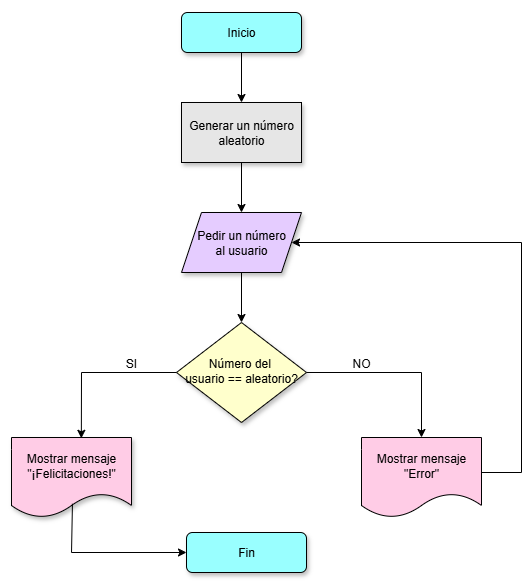 Inicio
Generar un número
aleatorio
Pedir un número
al usuario
Número del
usuario == aleatorio?
SI
NO
Mostrar mensaje
"¡Felicitaciones!"
Mostrar mensaje
"Error"
Fin